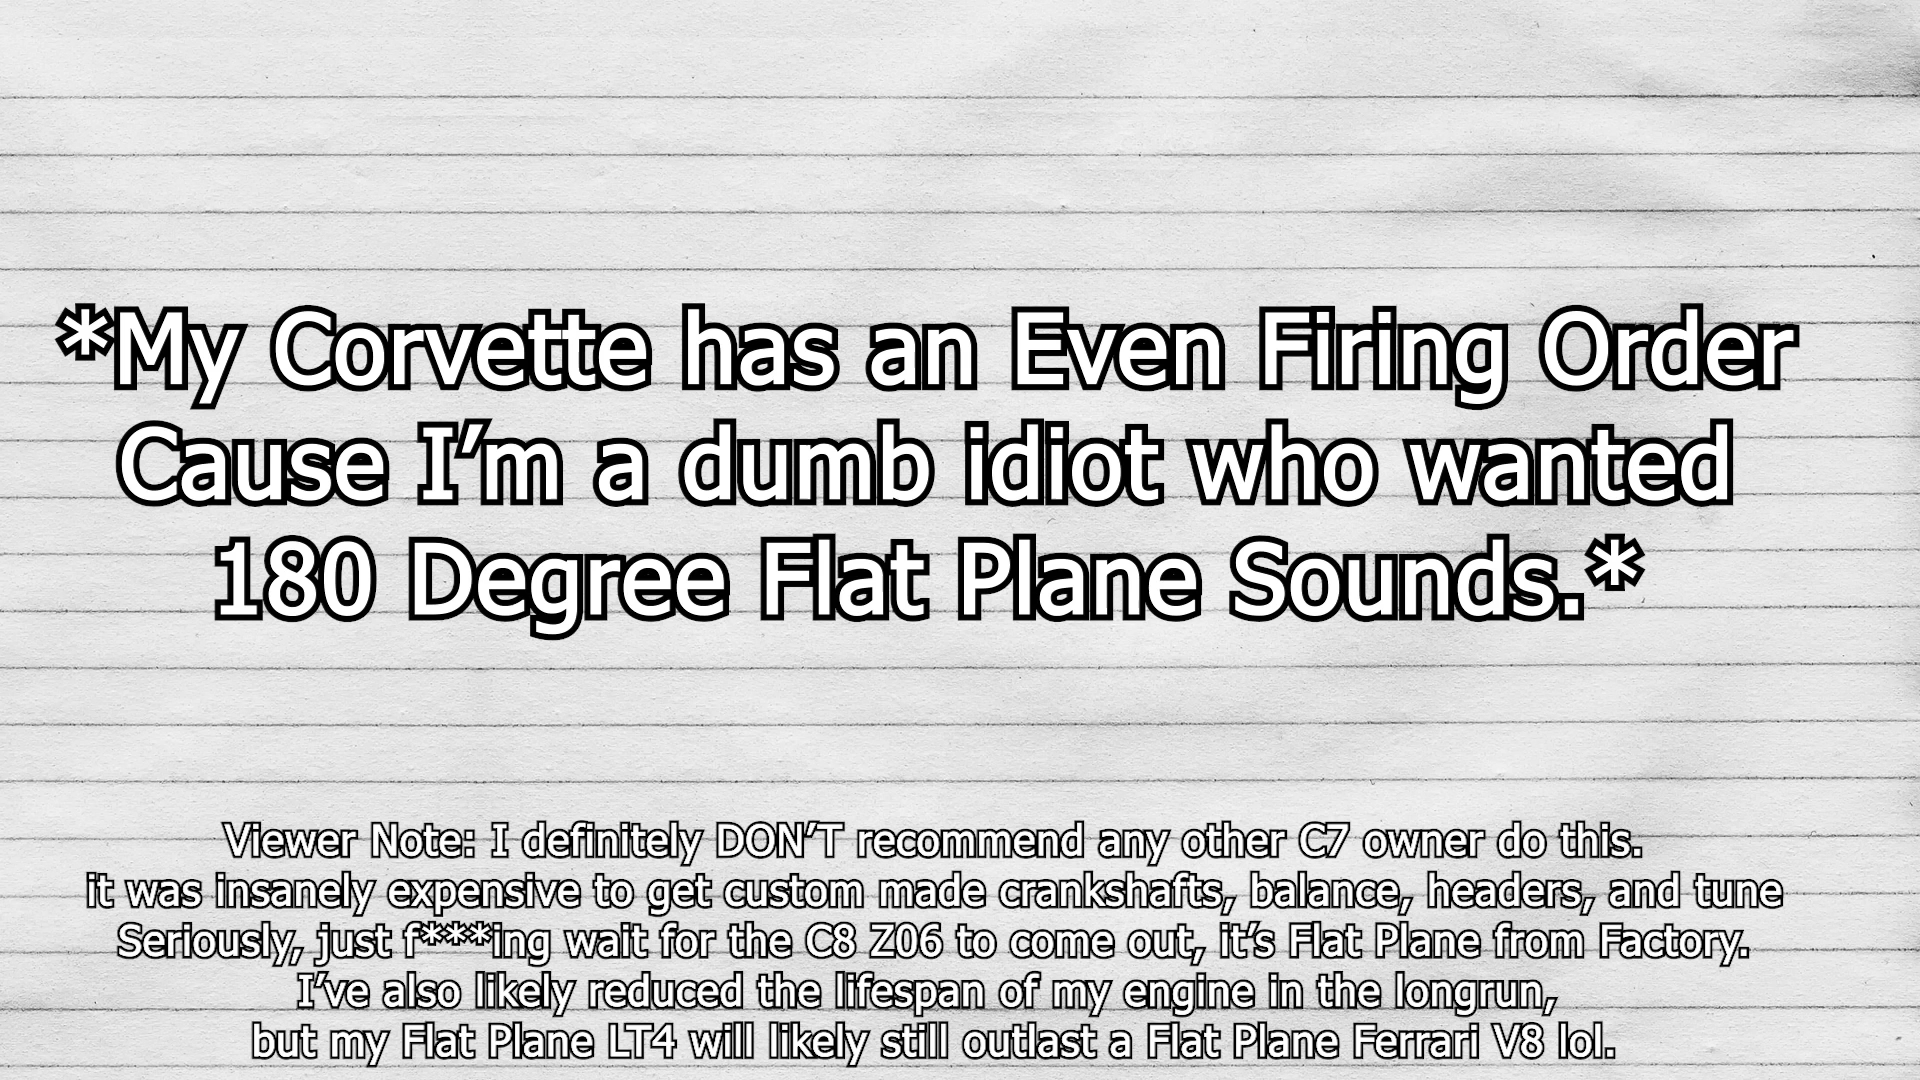 *My Corvette has an Even Firing Order
Cause I’m a dumb idiot who wanted
180 Degree Flat Plane Sounds.*
Viewer Note: I definitely DON’T recommend any other C7 owner do this.
it was insanely expensive to get custom made crankshafts, balance, headers, and tune
Seriously, just f***ing wait for the C8 Z06 to come out, it’s Flat Plane from Factory.
I’ve also likely reduced the lifespan of my engine in the longrun,
but my Flat Plane LT4 will likely still outlast a Flat Plane Ferrari V8 lol.